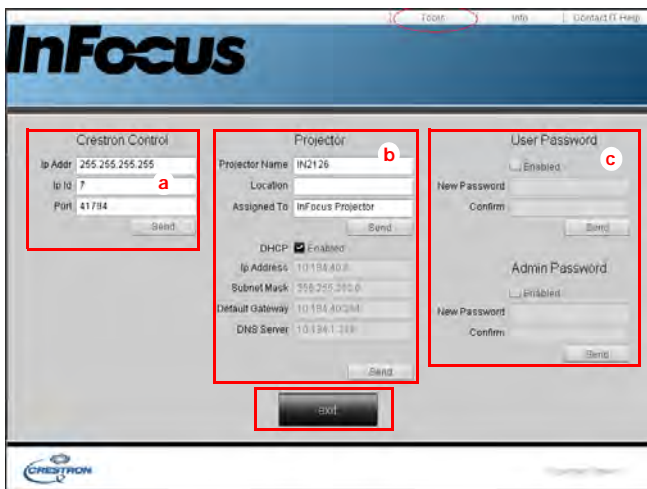 Tools Info Contact IT Help
InFocus
Crestron Control
Ip Addr 255.255.255.255
Ip Id 7
a
Port 41794
Send
Projector
Projector Name IN2126
b
Location
Assigned To InFocus Projector
Send
DHCP Enabled
Ip Address
Subnet Mask
Default Gateway
DNS Server
Send
User Password
c
Enabled
New Password
Confirm
Send
Admin Password
Enabled
New Password
Confirm
Send
exit
CRESTRON